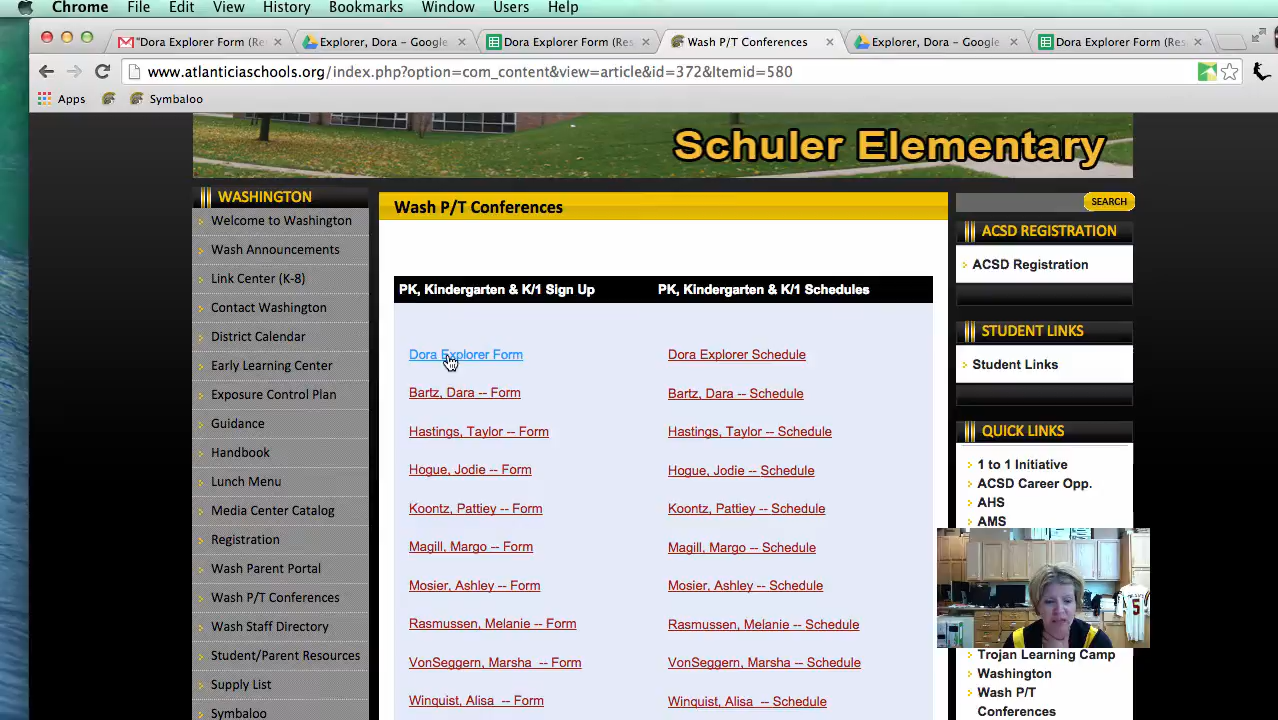 Chrome File Edit View History Bookmarks Window Users Help
"Dora Explorer Form (Re
Explorer, Dora – Google
Dora Explorer Form (Res
Wash P/T Conferences
Explorer, Dora – Google
Dora Explorer Form (Res
www.atlanticiaschools.org/index.php?option=com_content&view=article&id=372&Itemid=580
Apps Symbaloo
Schuler Elementary
WASHINGTON
Welcome to Washington
Wash Announcements
Link Center (K-8)
Contact Washington
District Calendar
Early Learning Center
Exposure Control Plan
Guidance
Handbook
Lunch Menu
Media Center Catalog
Registration
Wash Parent Portal
Wash P/T Conferences
Wash Staff Directory
Student/Parent Resources
Supply List
Symbaloo
Wash P/T Conferences
PK, Kindergarten & K/1 Sign Up PK, Kindergarten & K/1 Schedules
Dora Explorer Form Dora Explorer Schedule
Bartz, Dara -- Form Bartz, Dara -- Schedule
Hastings, Taylor -- Form Hastings, Taylor -- Schedule
Hogue, Jodie -- Form Hogue, Jodie -- Schedule
Koontz, Pattiey -- Form Koontz, Pattiey -- Schedule
Magill, Margo -- Form Magill, Margo -- Schedule
Mosier, Ashley -- Form Mosier, Ashley -- Schedule
Rasmussen, Melanie -- Form Rasmussen, Melanie -- Schedule
VonSeggern, Marsha -- Form VonSeggern, Marsha -- Schedule
Winquist, Alisa -- Form Winquist, Alisa -- Schedule
SEARCH
ACSD REGISTRATION
ACSD Registration
STUDENT LINKS
Student Links
QUICK LINKS
1 to 1 Initiative
ACSD Career Opp.
AHS
AMS
5
Trojan Learning Camp
Washington
Wash P/T
Conferences